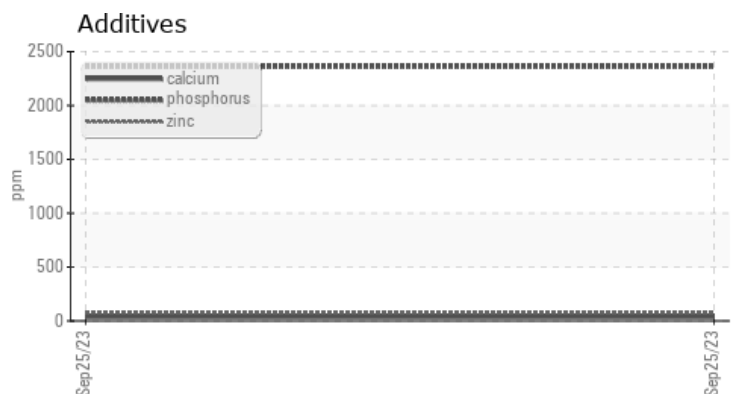 Additives
2500
calcium
phosphorus
2000
zinc
1500
ppm
1000
500
0
Sep25/23
Sep25/23